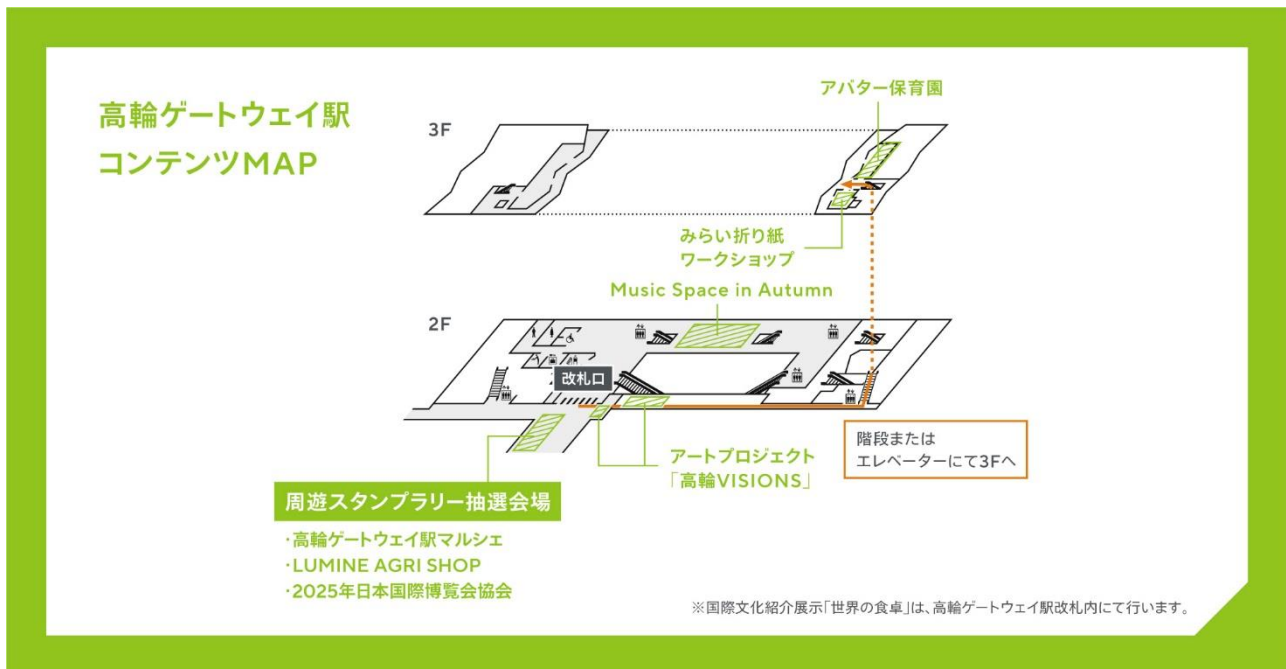 高輪ゲートウェイ駅
コンテンツMAP
アバター保育園
3F
みらい折り紙
ワークショップ
Music Space in Autumn
2F
改札口
階段または
エレベーターにて3Fへ
アートプロジェクト
「高輪VISIONS」
周遊スタンプラリー抽選会場
・高輪ゲートウェイ駅マルシェ
・LUMINE AGRI SHOP
・2025年日本国際博覧会協会
※国際文化紹介展示「世界の食卓」は、高輪ゲートウェイ駅改札内にて行います。